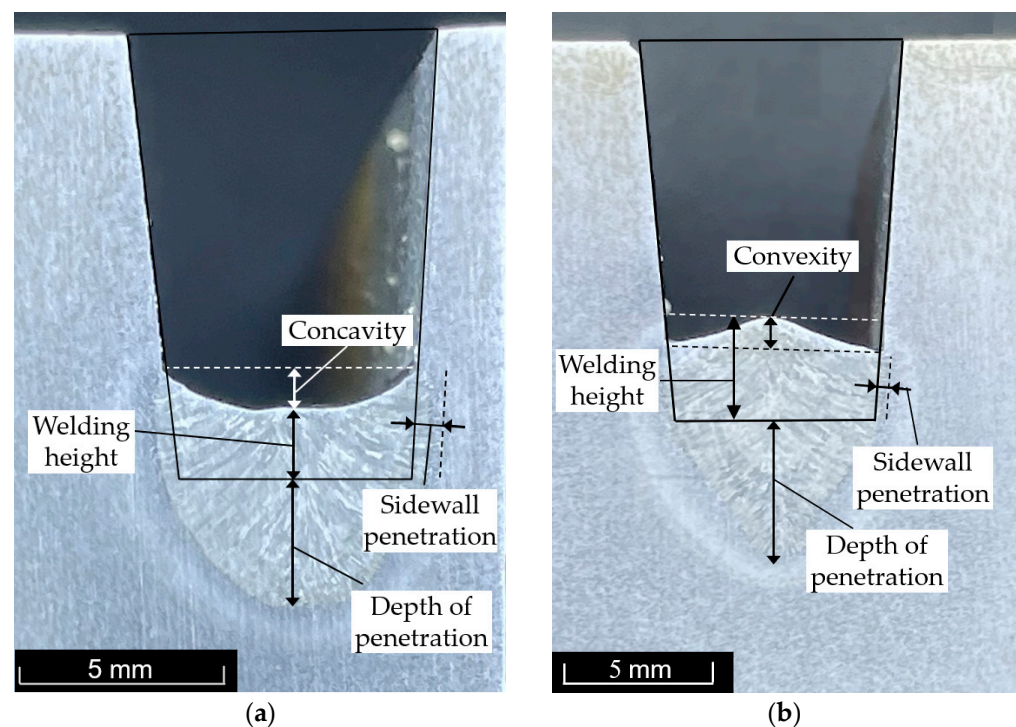 Concavity
Welding
height
Sidewall
penetration
Depth of
penetration
5 mm
(a)
Convexity
Welding
height
Sidewall
penetration
Depth of
penetration
5 mm
(b)